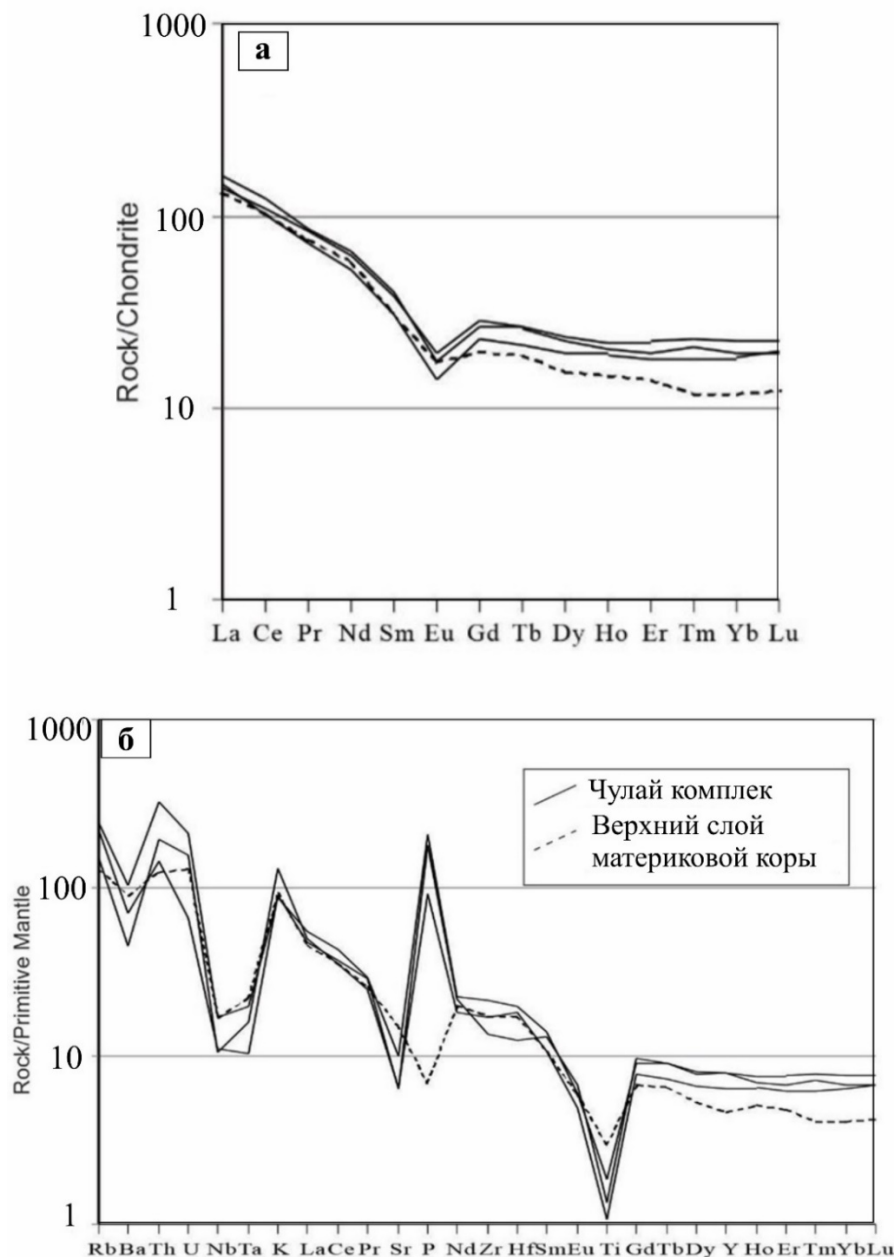 1000
а
100
10
1
Rock/Chondrite
La Ce Pr Nd Sm Eu Gd Tb Dy Ho Er Tm Yb Lu
1000
б
Чулай комплек
Верхний слой
материковой коры
100
10
1
Rock/Primitive Mantle
Rb Ba Th U Nb Ta K La Ce Pr Sr P Nd Zr Hf Sm Eu Ti Gd Tb Dy Y Ho Er Tm Yb Lu